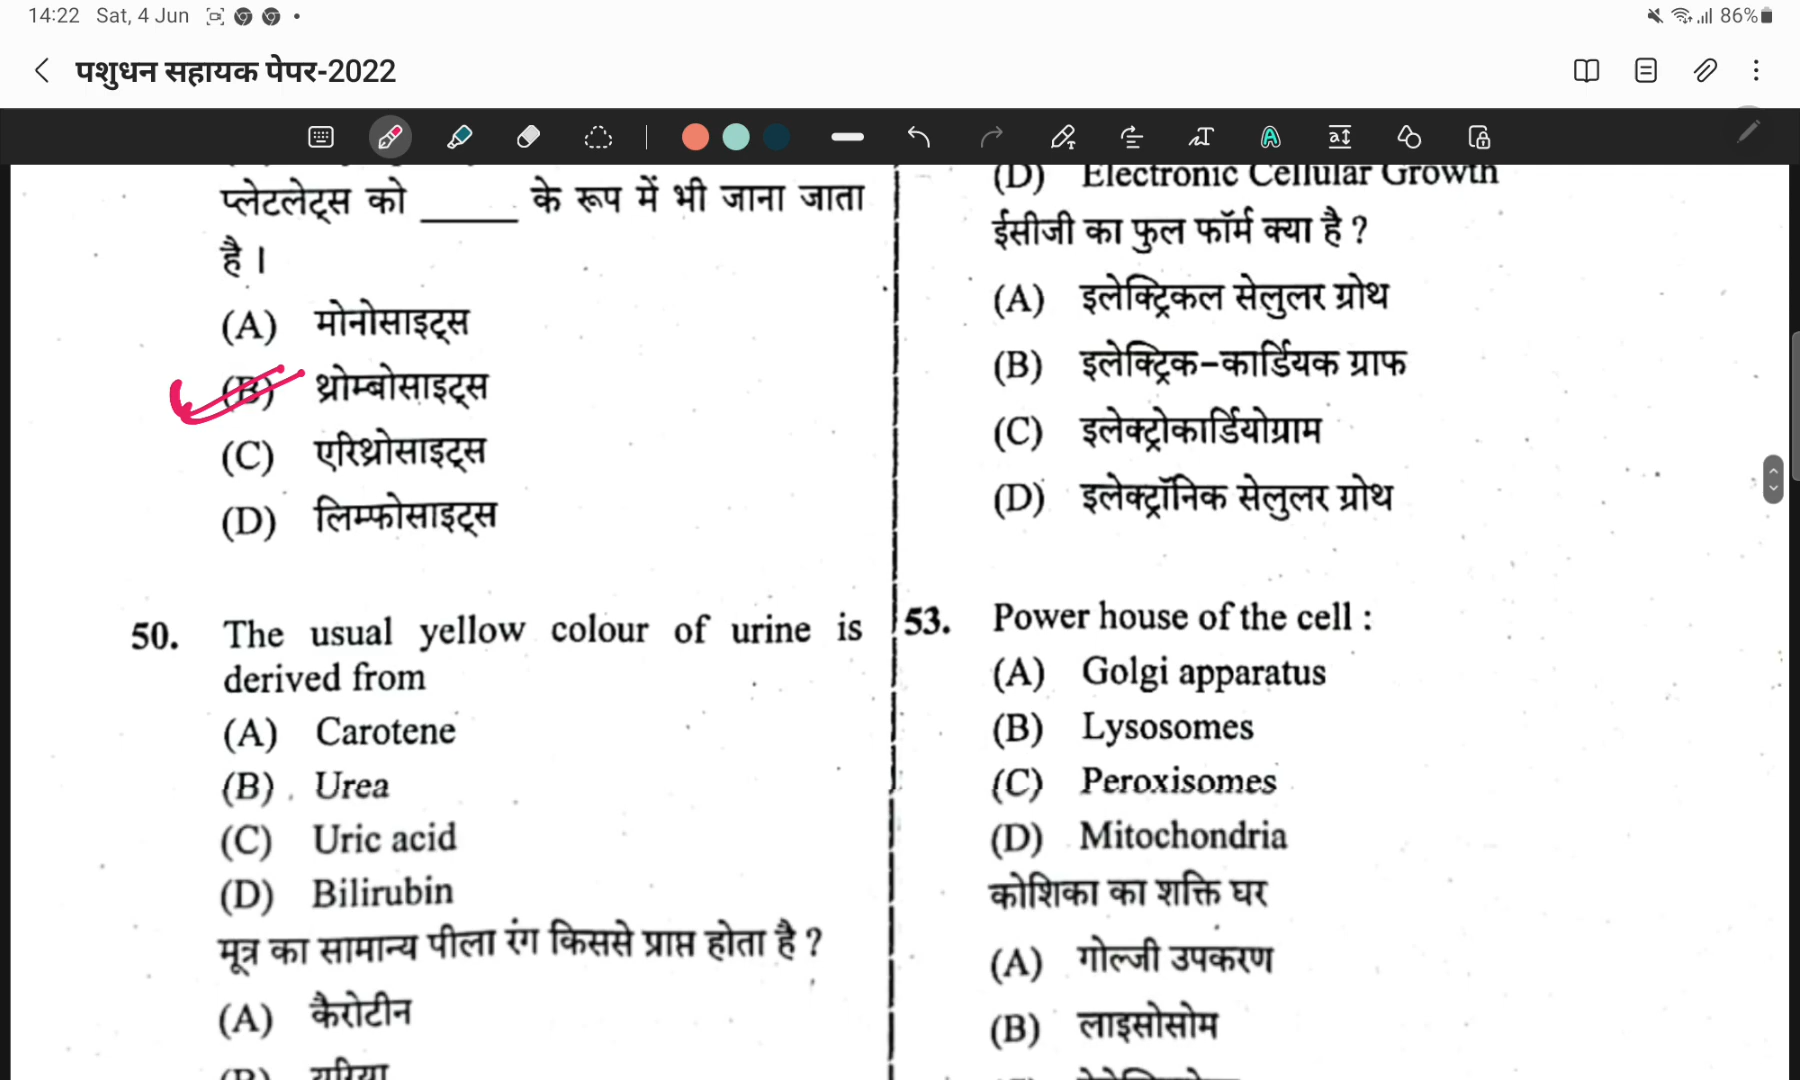 14:22 Sat, 4 Jun
86%
पशुधन सहायक पेपर-2022
प्लेटलेट्स को _____ के रूप में भी जाना जाता
है ।
(A) मोनोसाइट्स
(B) थ्रोम्बोसाइट्स
(C) एरिथ्रोसाइट्स
(D) लिम्फोसाइट्स
50. The usual yellow colour of urine is
derived from
(A) Carotene
(B) Urea
(C) Uric acid
(D) Bilirubin
मूत्र का सामान्य पीला रंग किससे प्राप्त होता है ?
(A) कैरोटीन
(B) यूरिया
(D) Electronic Cellular Growth
ईसीजी का फुल फॉर्म क्या है ?
(A) इलेक्ट्रिकल सेलुलर ग्रोथ
(B) इलेक्ट्रिक-कार्डियक ग्राफ
(C) इलेक्ट्रोकार्डियोग्राम
(D) इलेक्ट्रॉनिक सेलुलर ग्रोथ
53. Power house of the cell :
(A) Golgi apparatus
(B) Lysosomes
(C) Peroxisomes
(D) Mitochondria
कोशिका का शक्ति घर
(A) गोल्जी उपकरण
(B) लाइसोसोम